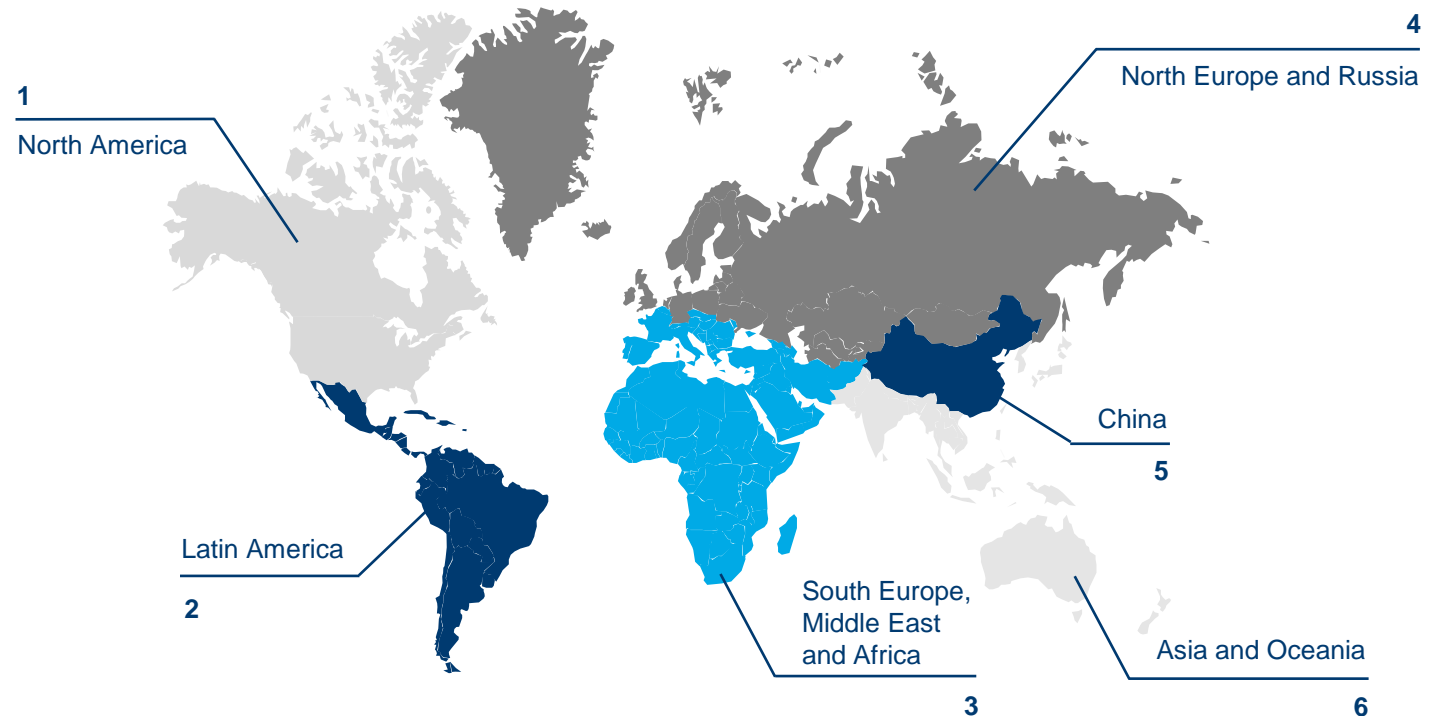 1
North America
2
Latin America
3
South Europe,
Middle East
and Africa
4
North Europe and Russia
5
China
6
Asia and Oceania